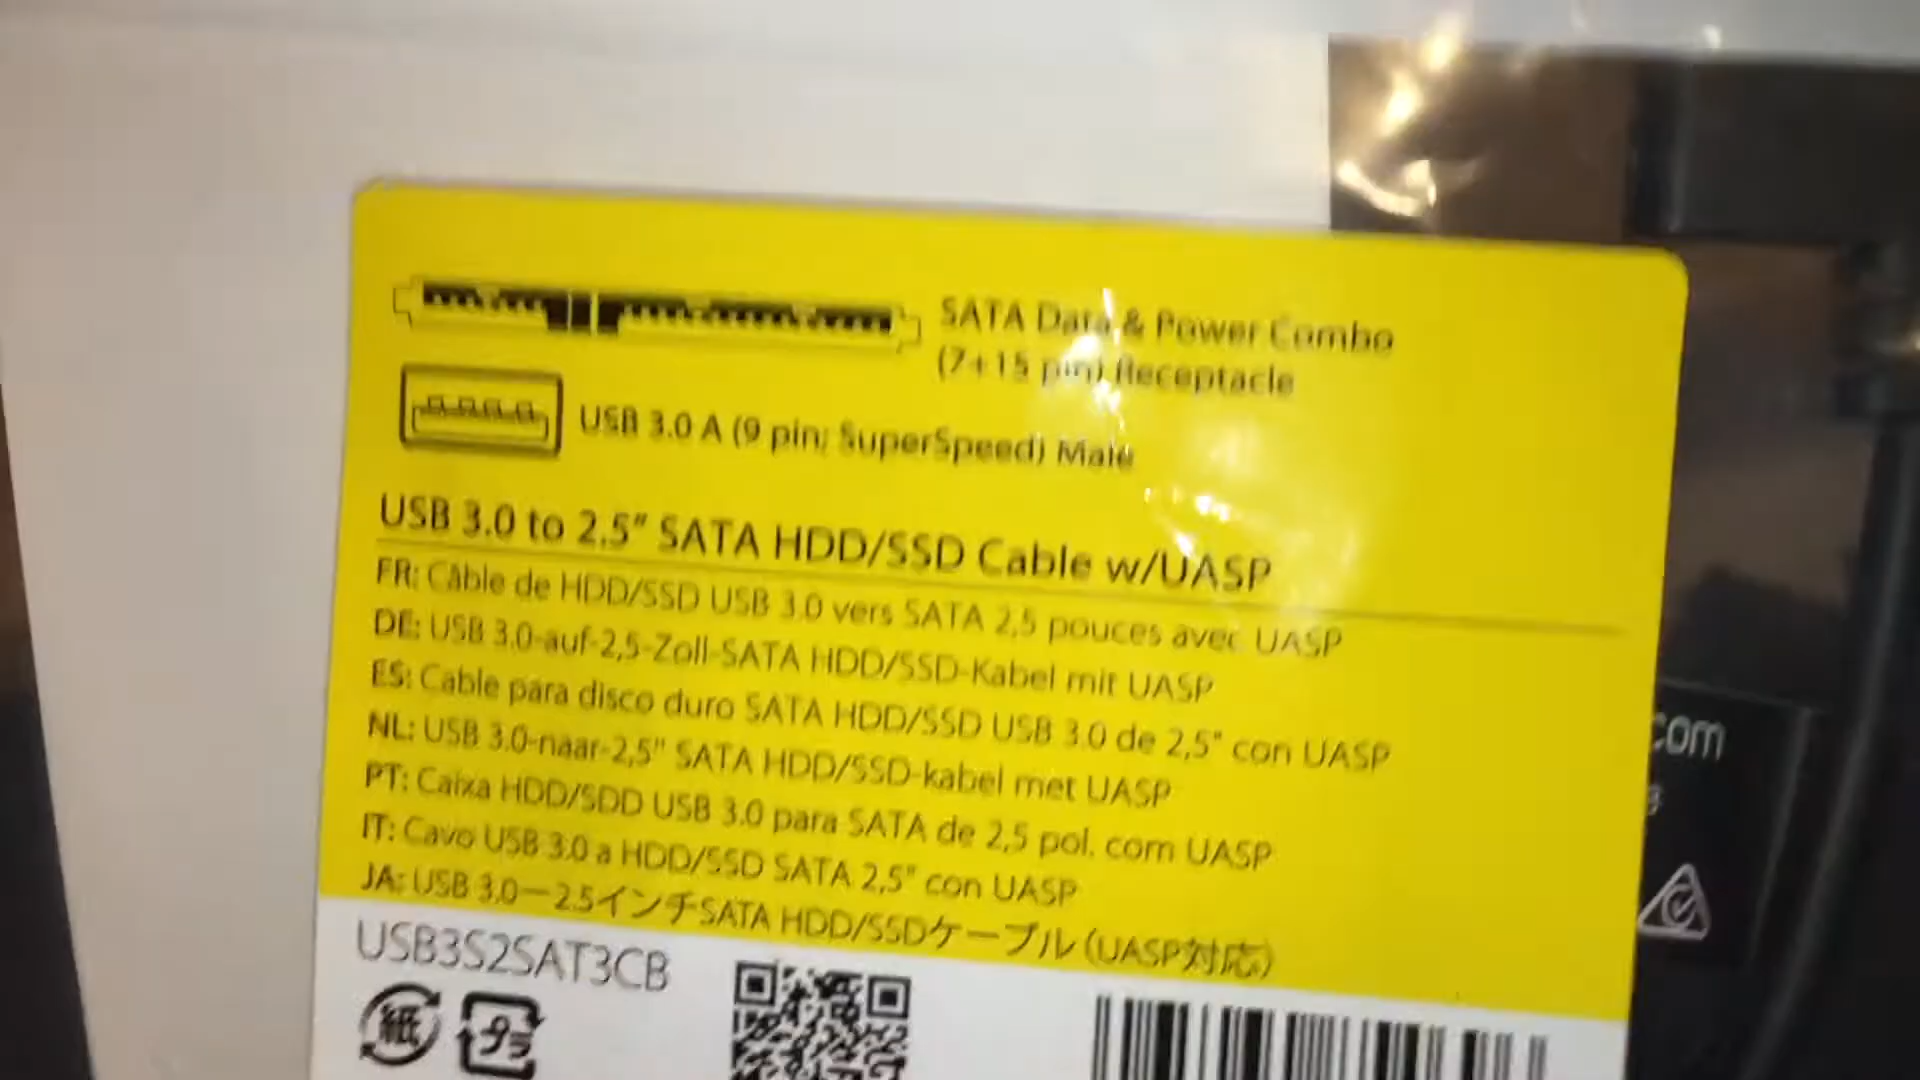 SATA Data & Power Combo
(7+15 pin) Receptacle
USB 3.0 A (9 pin; SuperSpeed) Male
USB 3.0 to 2.5" SATA HDD/SSD Cable w/UASP
FR: Câble de HDD/SSD USB 3.0 vers SATA 2,5 pouces avec UASP
DE: USB 3.0-auf-2,5-Zoll-SATA HDD/SSD-Kabel mit UASP
ES: Cable para disco duro SATA HDD/SSD USB 3.0 de 2,5" con UASP
NL: USB 3.0-naar-2,5" SATA HDD/SSD-kabel met UASP
PT: Caixa HDD/SDD USB 3.0 para SATA de 2,5 pol. com UASP
IT: Cavo USB 3.0 a HDD/SSD SATA 2,5" con UASP
JA: USB 3.0ー2.5インチSATA HDD/SSDケーブル（UASP対応）
USB3S2SAT3CB
紙 プラ
.com